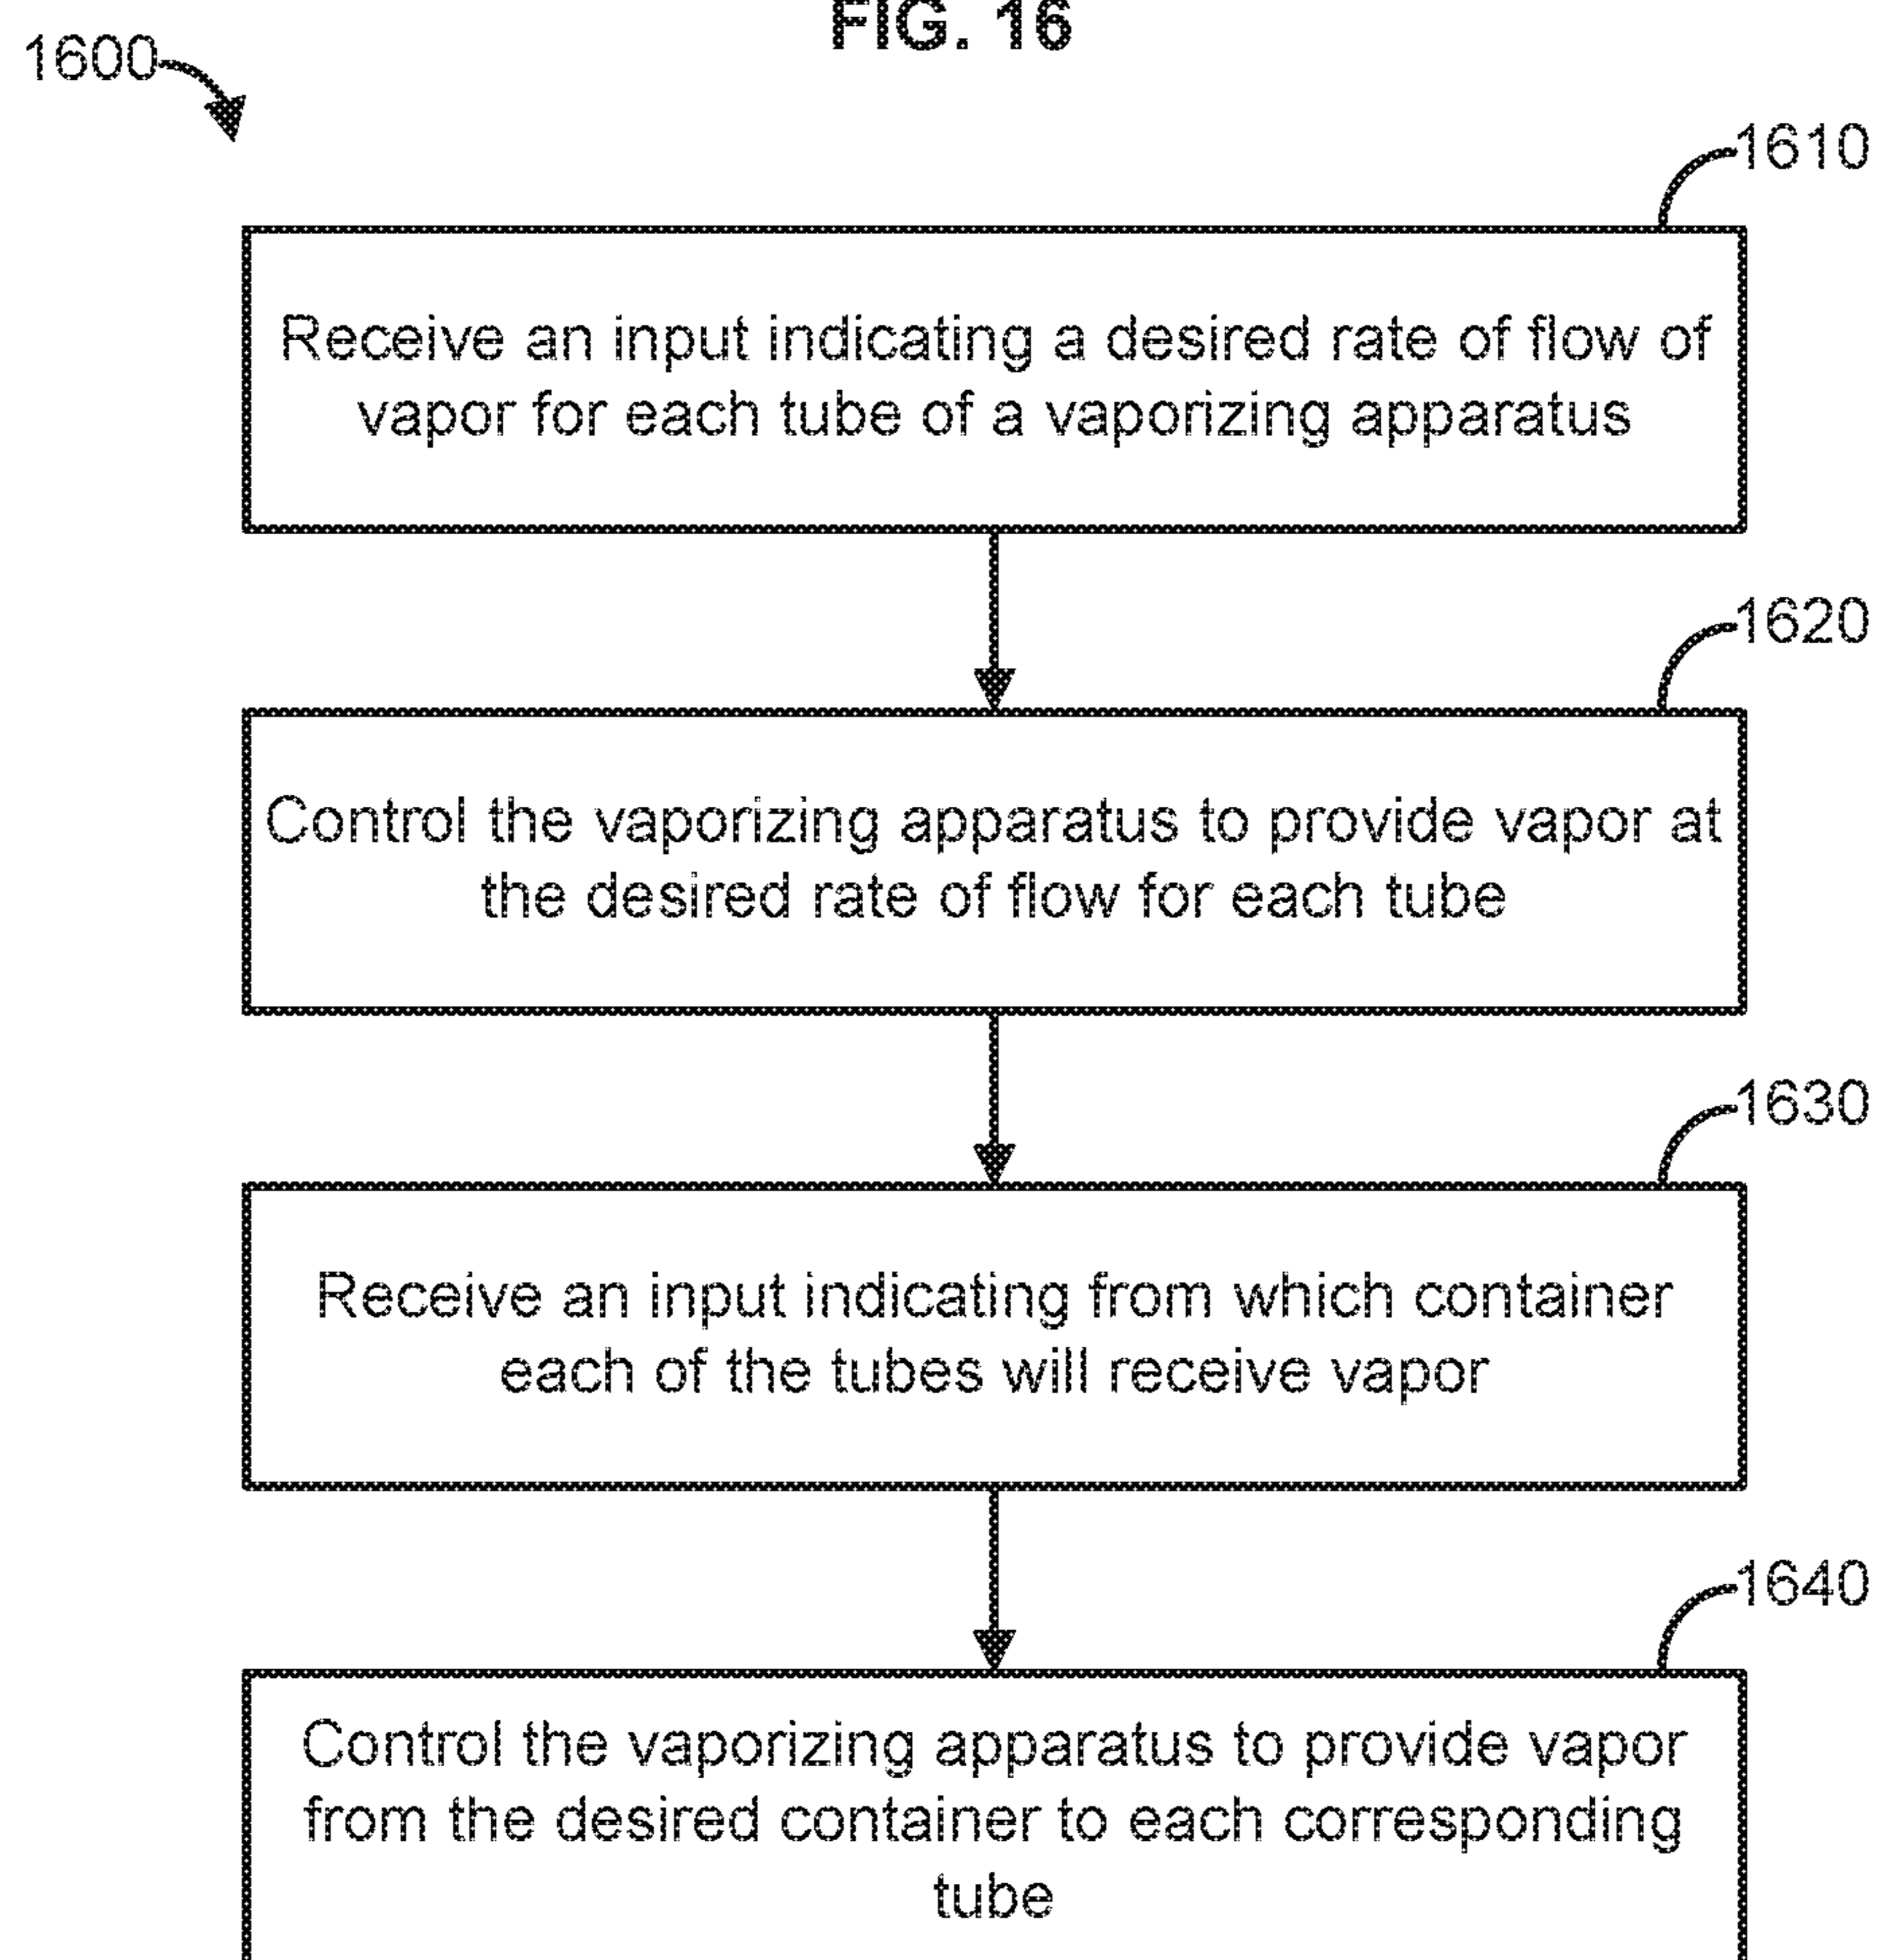 FIG. 16
1600
1610
Receive an input indicating a desired rate of flow of
vapor for each tube of a vaporizing apparatus
1620
Control the vaporizing apparatus to provide vapor at
the desired rate of flow for each tube
1630
Receive an input indicating from which container
each of the tubes will receive vapor
1640
Control the vaporizing apparatus to provide vapor
from the desired container to each corresponding
tube